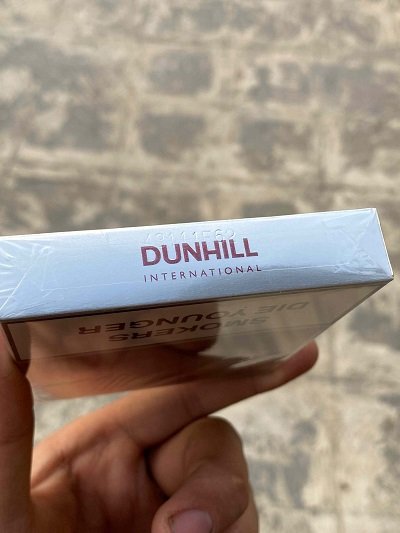 DUNHILL
INTERNATIONAL
SMOKERS
DIE YOUNGER